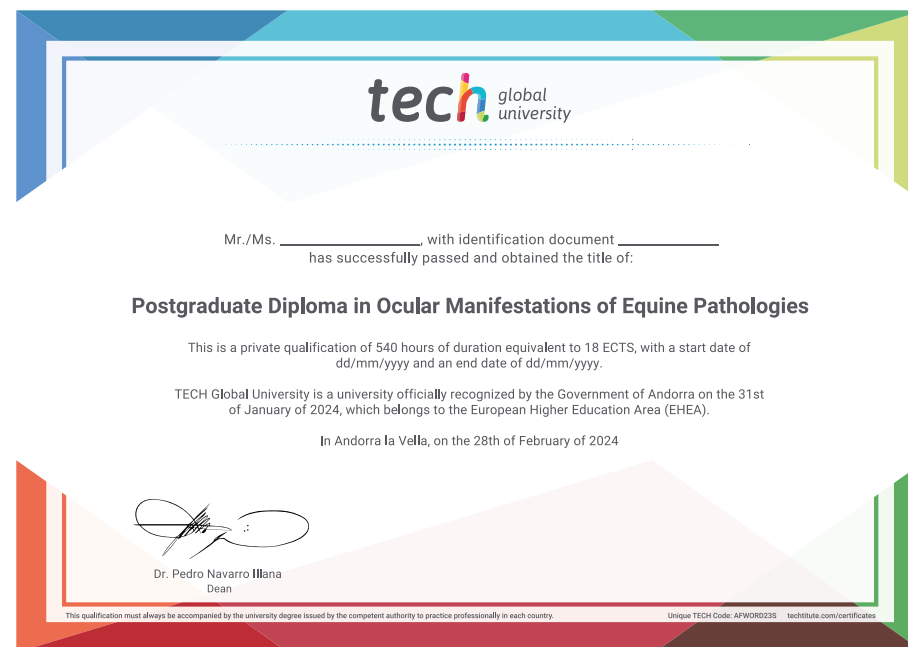 tech global university
Mr./Ms. ____________________, with identification document ______________
has successfully passed and obtained the title of:
Postgraduate Diploma in Ocular Manifestations of Equine Pathologies
This is a private qualification of 540 hours of duration equivalent to 18 ECTS, with a start date of
dd/mm/yyyy and an end date of dd/mm/yyyy.
TECH Global University is a university officially recognized by the Government of Andorra on the 31st
of January of 2024, which belongs to the European Higher Education Area (EHEA).
In Andorra la Vella, on the 28th of February of 2024
Dr. Pedro Navarro Illana
Dean
This qualification must always be accompanied by the university degree issued by the competent authority to practice professionally in each country.
Unique TECH Code: AFWORD23S techtitute.com/certificates